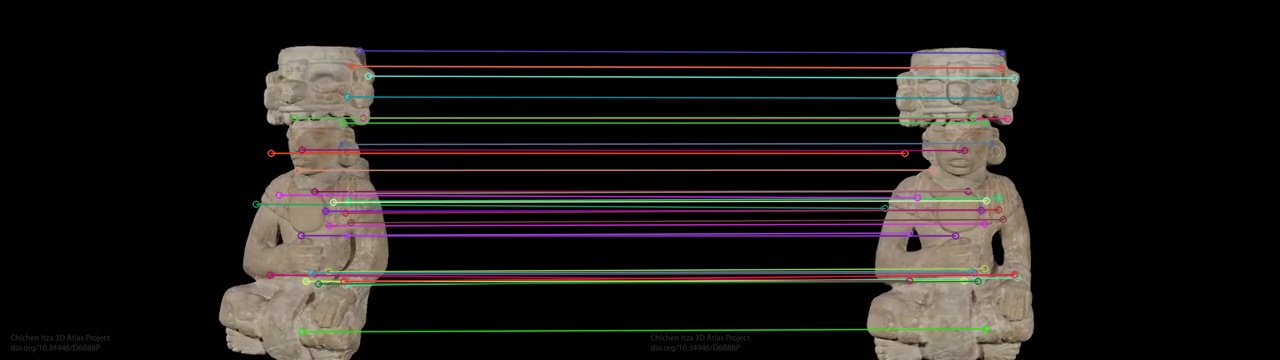 Chichen Itza 3D Atlas Project
doi.org/10.34946/D6B88P
Chichen Itza 3D Atlas Project
doi.org/10.34946/D6B88P